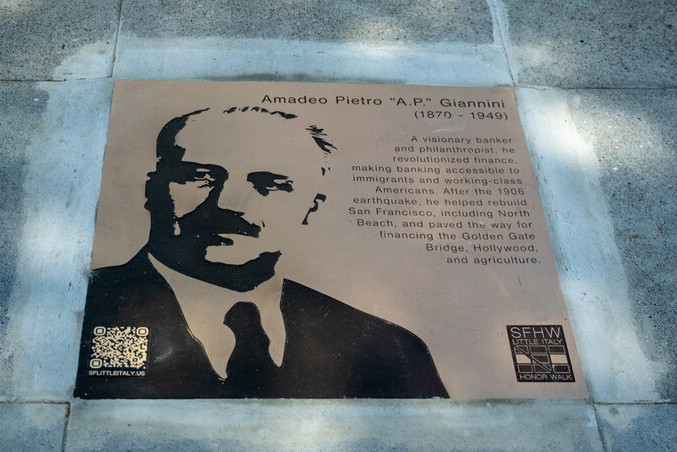 Amadeo Pietro "A.P." Giannini
(1870 - 1949)
A visionary banker
and philanthropist, he
revolutionized finance,
making banking accessible to
immigrants and working-class
Americans. After the 1906
earthquake, he helped rebuild
San Francisco, including North
Beach, and paved the way for
financing the Golden Gate
Bridge, Hollywood,
and agriculture.
SFLITTLEITALY.US
SFHW
LITTLE ITALY
HONOR WALK